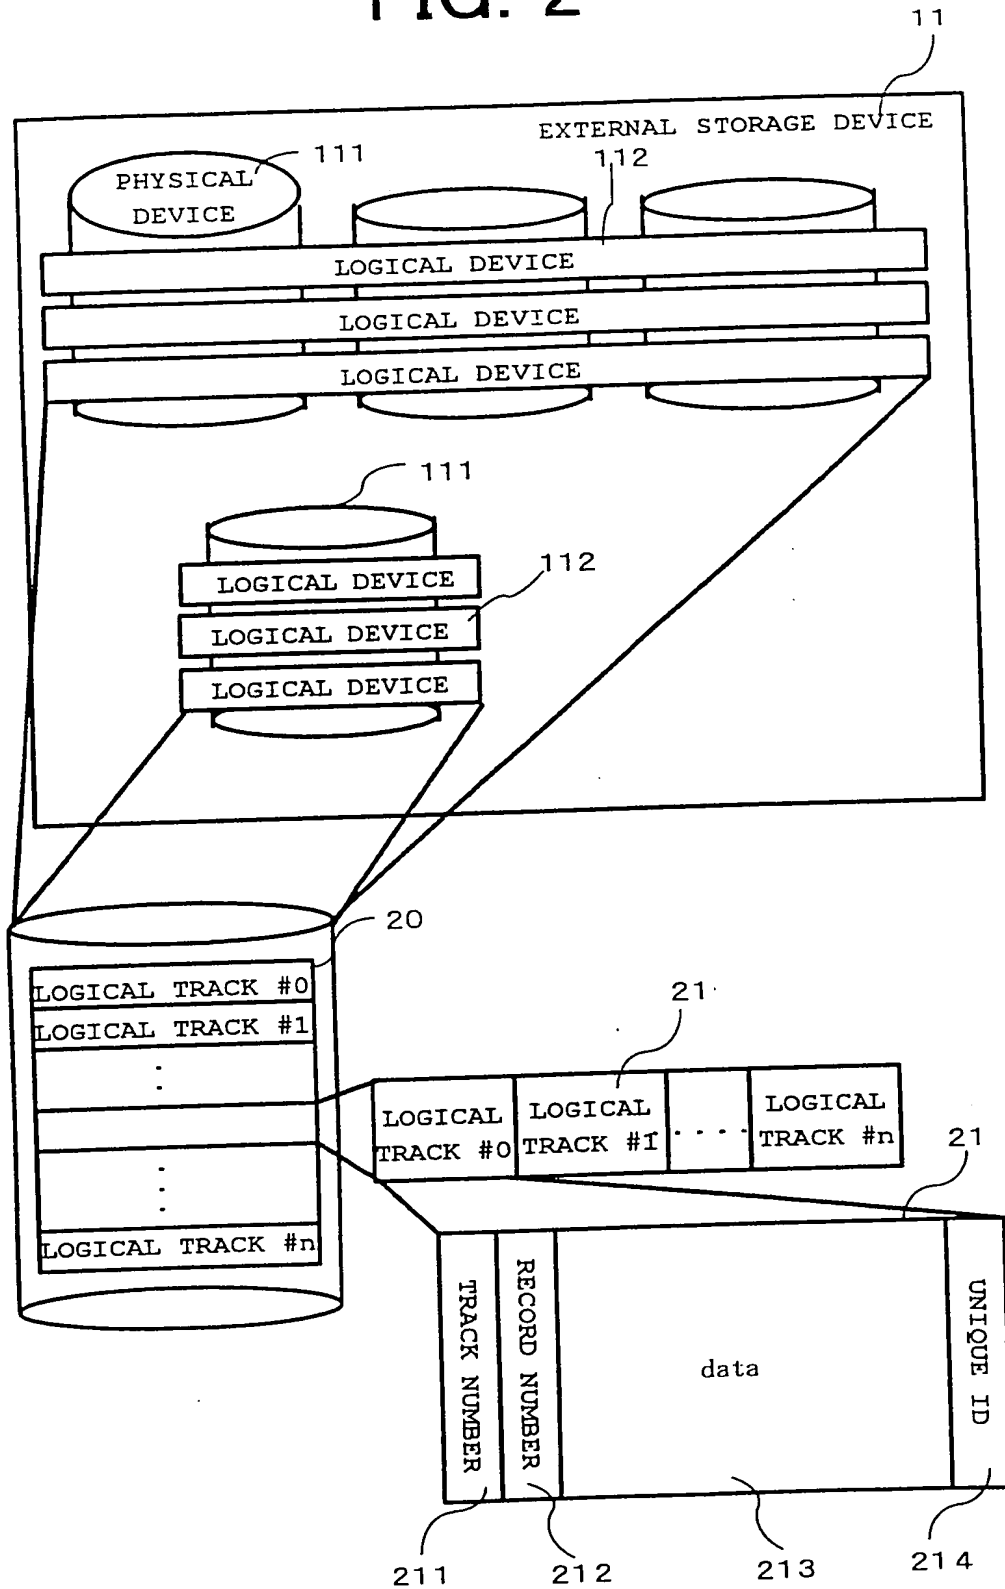 FIG. 2
11
EXTERNAL STORAGE DEVICE
111
112
PHYSICAL
DEVICE
LOGICAL DEVICE
LOGICAL DEVICE
LOGICAL DEVICE
111
112
LOGICAL DEVICE
LOGICAL DEVICE
LOGICAL DEVICE
20
LOGICAL TRACK #0
LOGICAL TRACK #1
LOGICAL TRACK #n
21
LOGICAL
TRACK #0
LOGICAL
TRACK #1
. . . .
LOGICAL
TRACK #n
21
TRACK NUMBER
RECORD NUMBER
data
UNIQUE ID
211
212
213
214